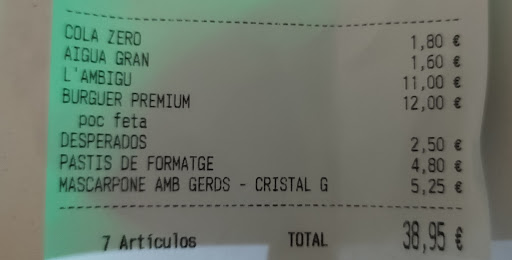 COLA ZERO 1,80 €
AIGUA GRAN 1,60 €
L'AMBIGU 11,00 €
BURGUER PREMIUM 12,00 €
poc feta
DESPERADOS 2,50 €
PASTIS DE FORMATGE 4,80 €
MASCARPONE AMB GERDS - CRISTAL G 5,25 €
7 Artículos TOTAL 38,95 €